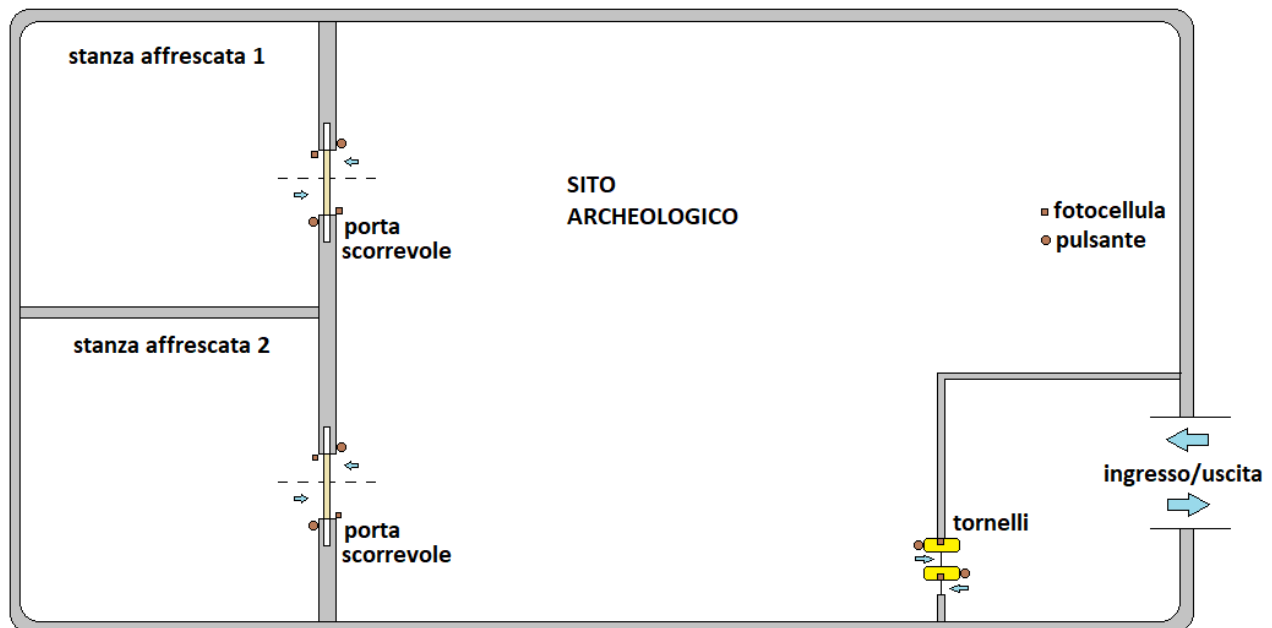 stanza affrescata 1
SITO
ARCHEOLOGICO
fotocellula
pulsante
porta
scorrevole
stanza affrescata 2
ingresso/uscita
tornelli
porta
scorrevole